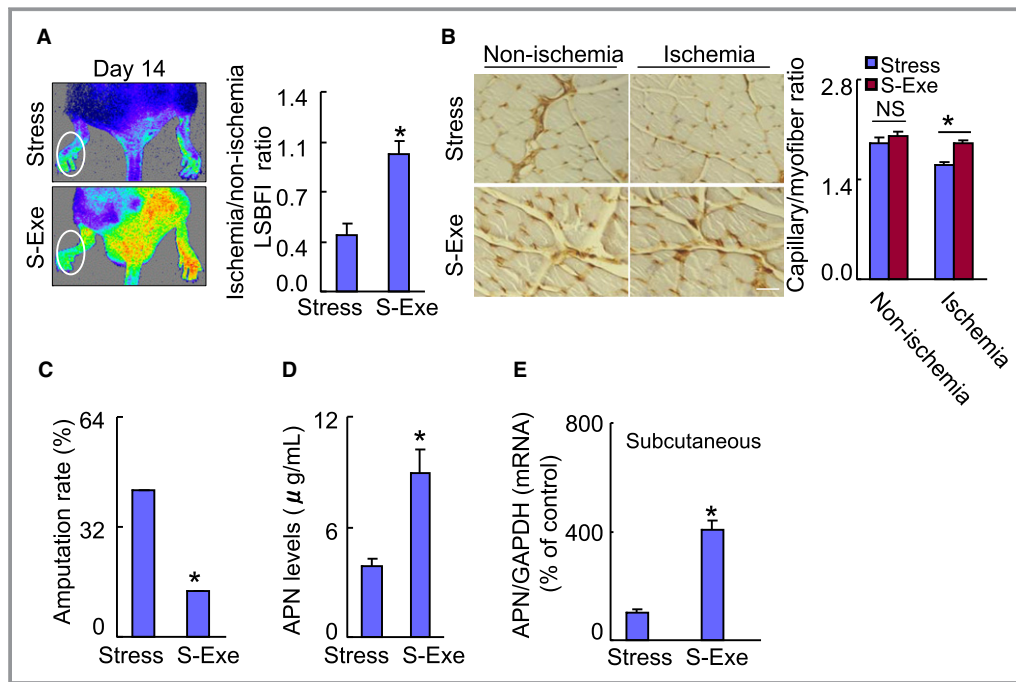 A
Day 14
Stress
S-Exe
Ischemia/non-ischemia
LSBFI ratio
1.4
1.1
0.7
0.4
0.0
*
Stress S-Exe
B
Non-ischemia Ischemia
Stress
S-Exe
Capillary/myofiber ratio
Stress
S-Exe
2.8
1.4
0.0
NS
*
Non-ischemia
Ischemia
C
Amputation rate (%)
64
32
0
*
Stress S-Exe
D
APN levels (μ g/mL)
12
6
0
*
Stress S-Exe
E
APN/GAPDH (mRNA)
(% of control)
800
400
0
Subcutaneous
*
Stress S-Exe